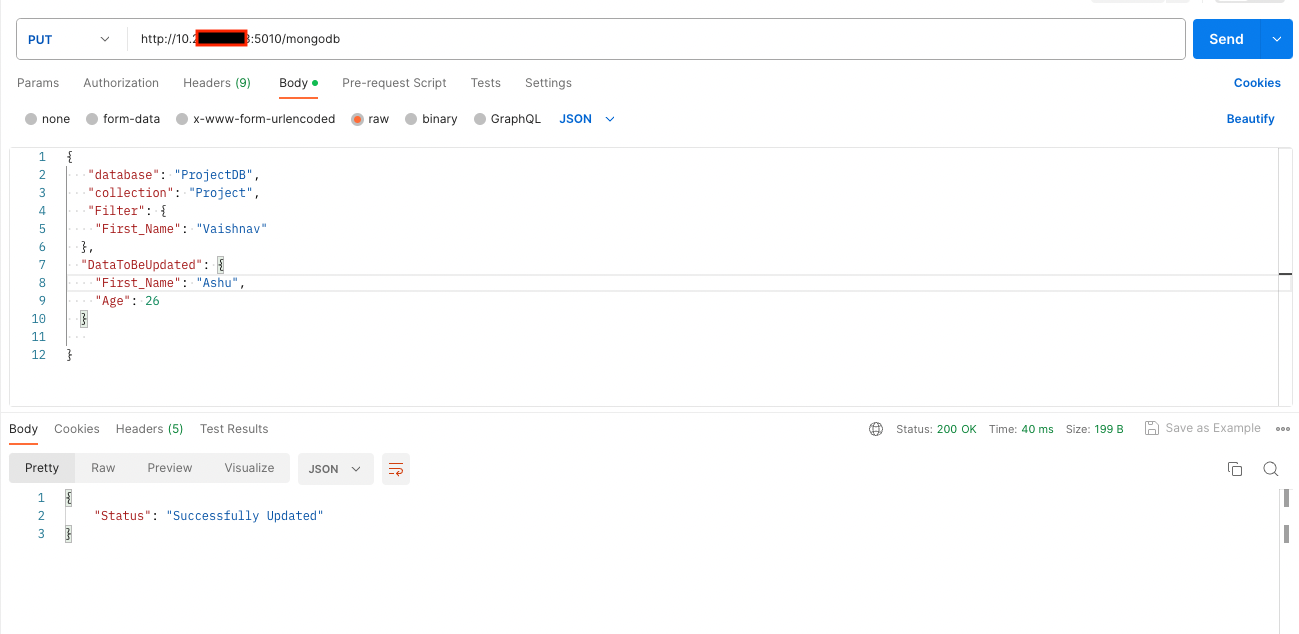 PUT
http://10.2 3:5010/mongodb
Send
Params Authorization Headers (9) Body Pre-request Script Tests Settings Cookies
none form-data x-www-form-urlencoded raw binary GraphQL JSON Beautify
1 {
2 "database": "ProjectDB",
3 "collection": "Project",
4 "Filter": {
5 "First_Name": "Vaishnav"
6 },
7 "DataToBeUpdated": {
8 "First_Name": "Ashu",
9 "Age": 26
10 }
11
12 }
Body Cookies Headers (5) Test Results Status: 200 OK Time: 40 ms Size: 199 B Save as Example
Pretty Raw Preview Visualize JSON
1 {
2 "Status": "Successfully Updated"
3 }